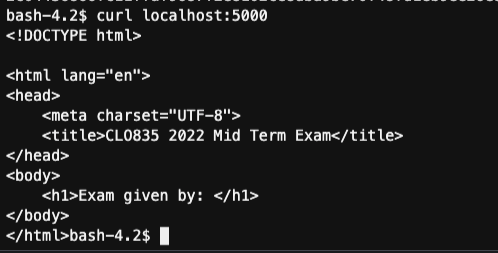 bash-4.2$ curl localhost:5000
<!DOCTYPE html>

<html lang="en">
<head>
    <meta charset="UTF-8">
    <title>CLO835 2022 Mid Term Exam</title>
</head>
<body>
    <h1>Exam given by: </h1>
</body>
</html>bash-4.2$